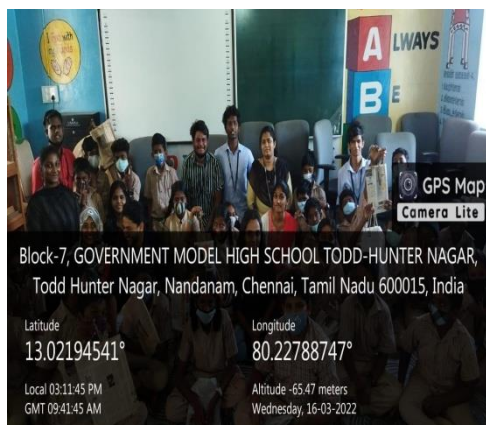 A LWAYS
B E
GPS Map
Camera Lite
Block-7, GOVERNMENT MODEL HIGH SCHOOL TODD-HUNTER NAGAR,
Todd Hunter Nagar, Nandanam, Chennai, Tamil Nadu 600015, India
Latitude
13.02194541°
Longitude
80.22788747°
Local 03:11:45 PM
GMT 09:41:45 AM
Altitude -65.47 meters
Wednesday, 16-03-2022